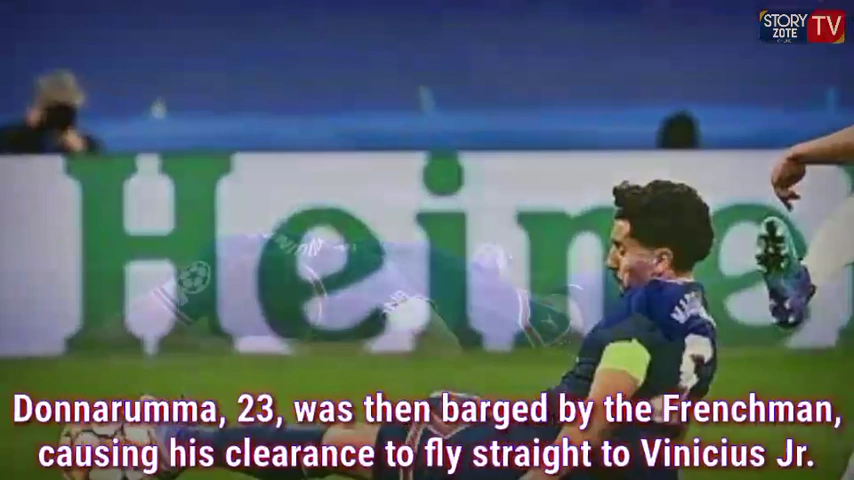 STORY
ZOTE
TV
Heine
Donnarumma, 23, was then barged by the Frenchman,
causing his clearance to fly straight to Vinicius Jr.